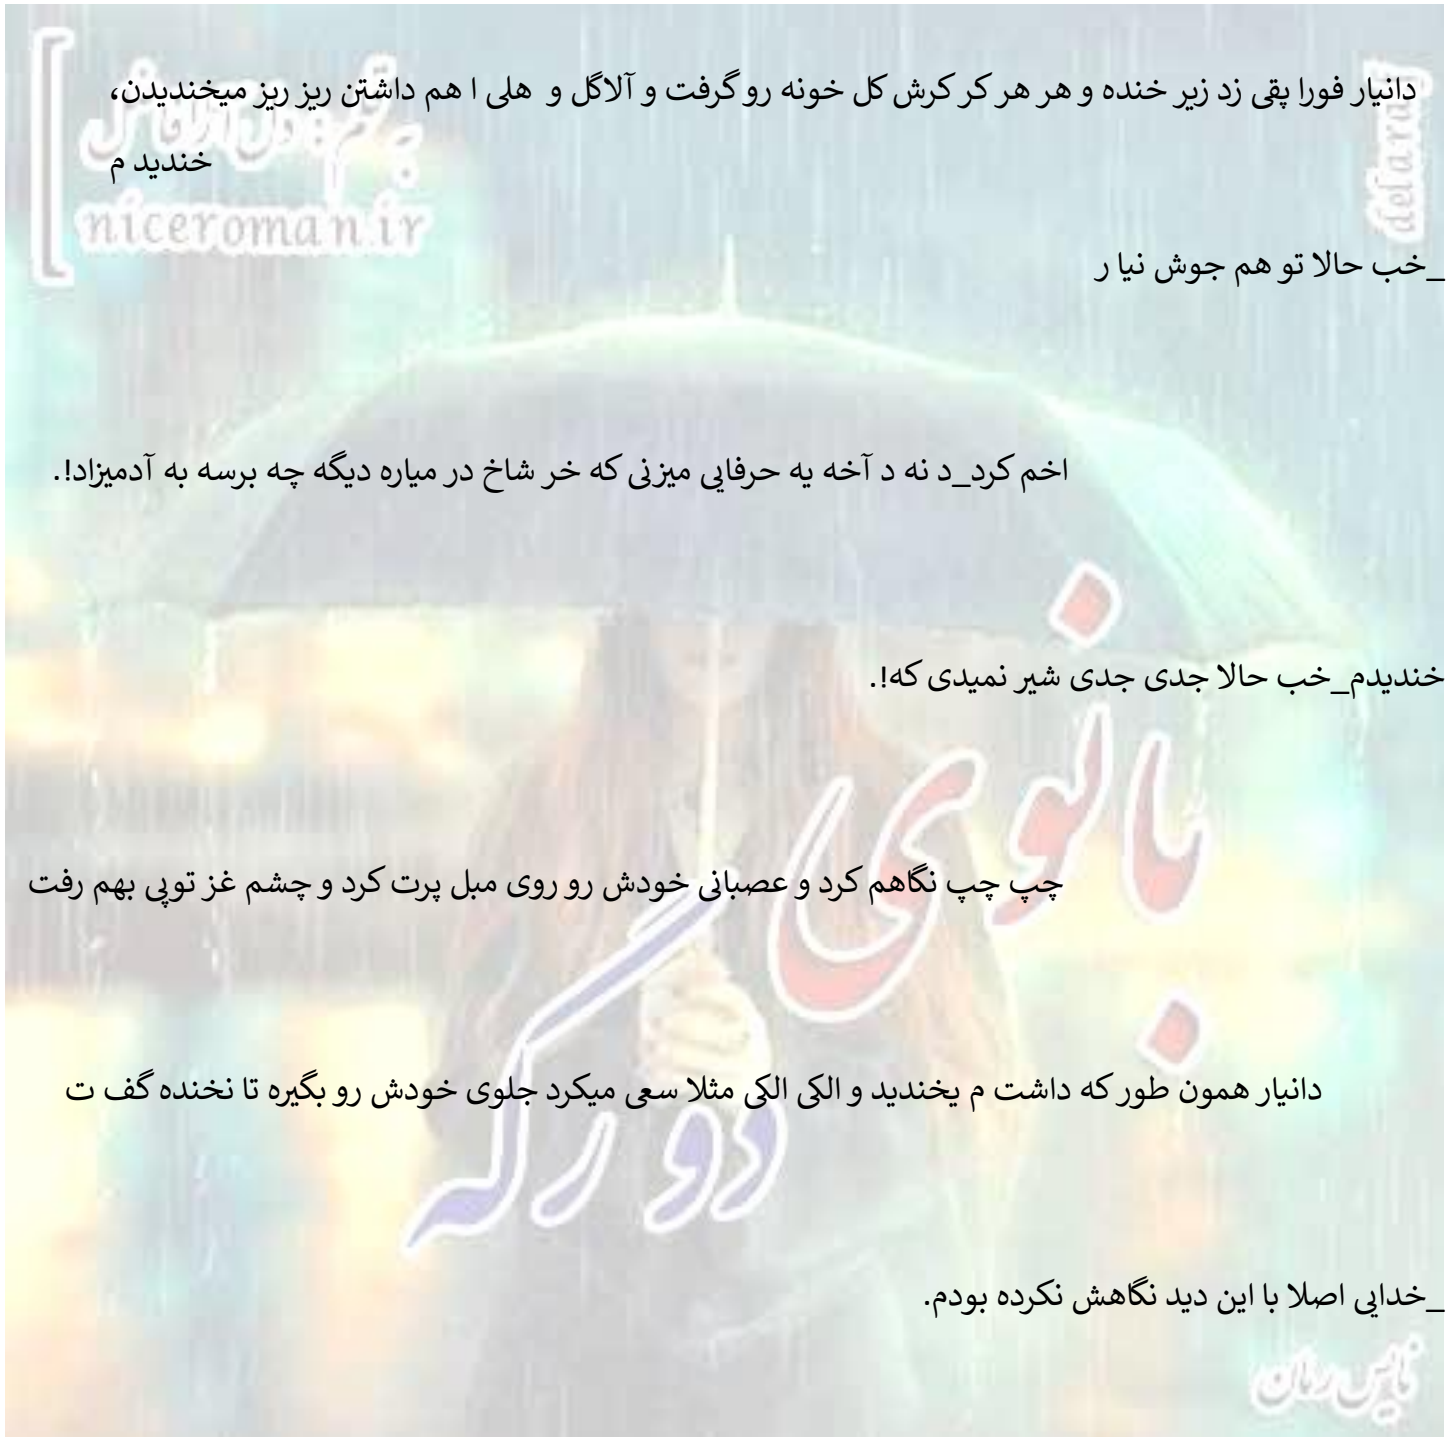 دانیار فورا پقی زد زیر خنده و هر هر کر کرش کل خونه رو گرفت و آلاگل و هلی ا هم داشتن ریز ریز میخندیدن،
خندید م
niceroman.ir
delaraj
_خب حالا تو هم جوش نیا ر
اخم کرد_د نه د آخه یه حرفایی میزنی که خر شاخ در میاره دیگه چه برسه به آدمیزاد!.
خندیدم_خب حالا جدی جدی شیر نمیدی که!.
بانوی
چپ چپ نگاهم کرد و عصبانی خودش رو روی مبل پرت کرد و چشم غز توپی بهم رفت
دو رگه
دانیار همون طور که داشت م یخندید و الکی الکی مثلا سعی میکرد جلوی خودش رو بگیره تا نخنده گف ت
_خدایی اصلا با این دید نگاهش نکرده بودم.
نایس رمان